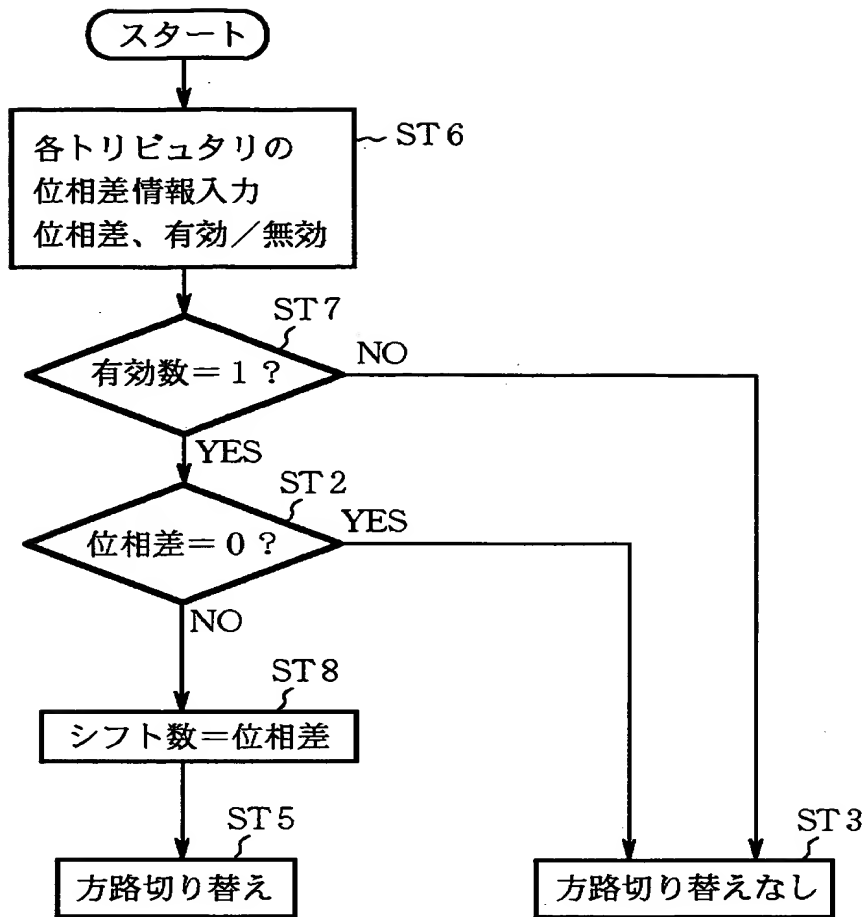 スタート
各トリビュタリの
位相差情報入力
位相差、有効／無効
ST6
ST7
有効数＝1？
NO
YES
ST2
位相差＝0？
YES
NO
ST8
シフト数＝位相差
ST5
方路切り替え
ST3
方路切り替えなし